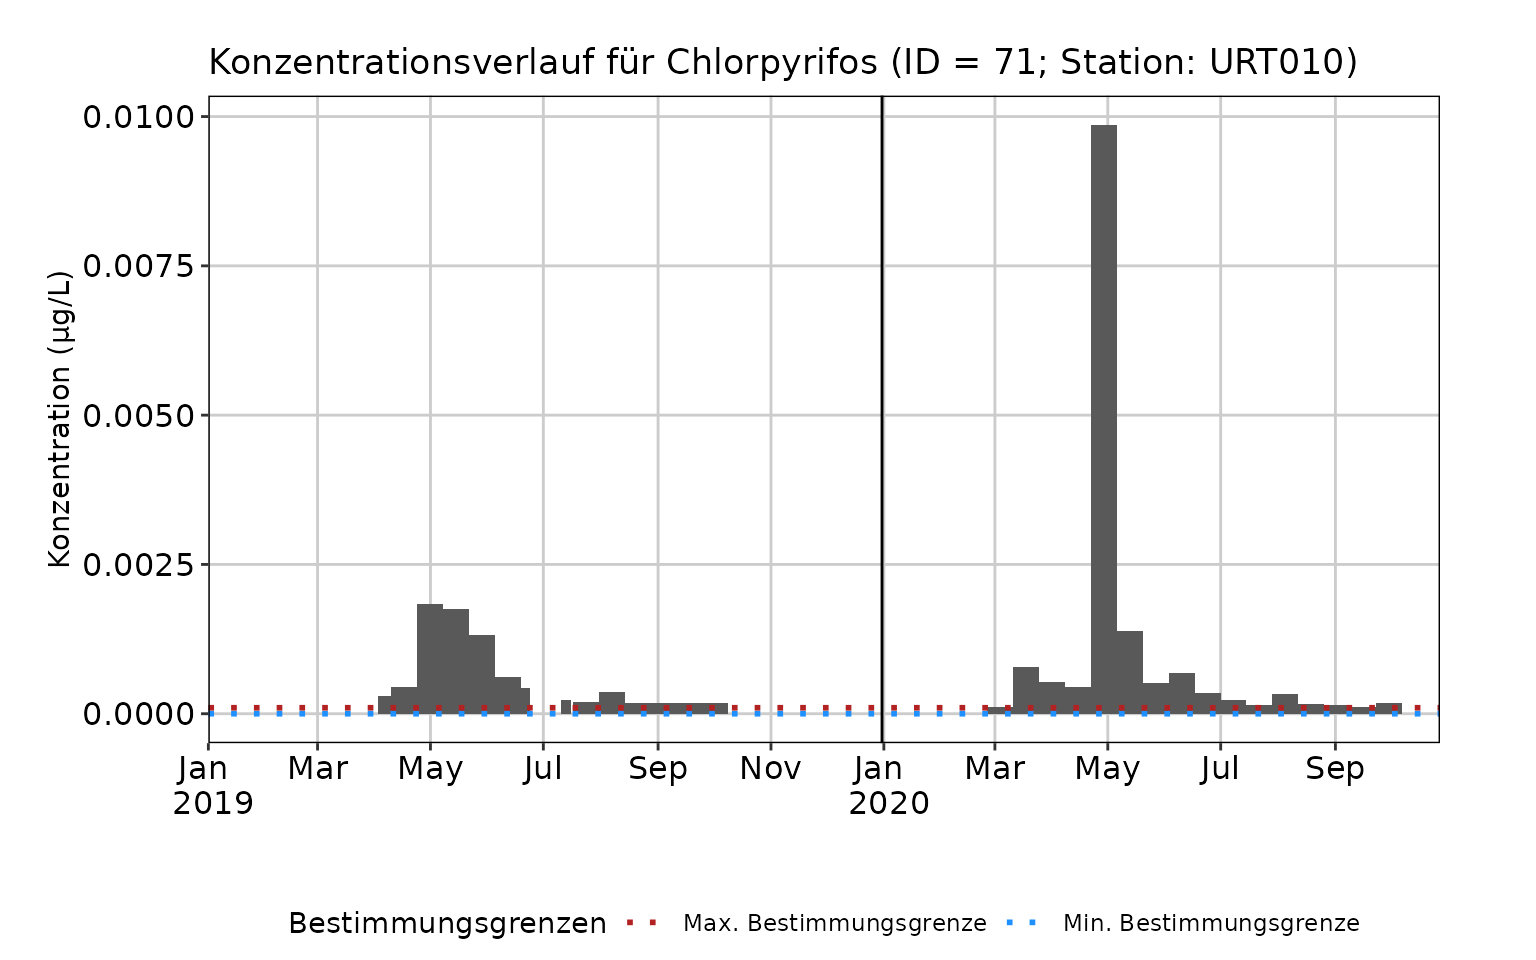 Konzentrationsverlauf für Chlorpyrifos (ID = 71; Station: URT010)
Konzentration (µg/L)
0.0100
0.0075
0.0050
0.0025
0.0000
Jan Mar May Jul Sep Nov Jan Mar May Jul Sep
2019 2020
Bestimmungsgrenzen Max. Bestimmungsgrenze Min. Bestimmungsgrenze